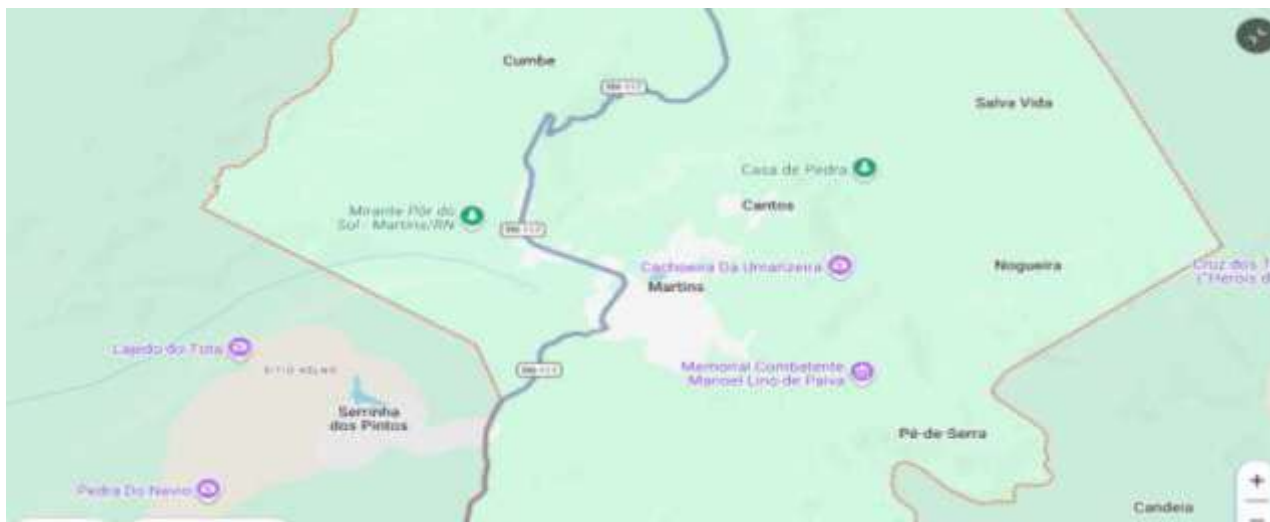 Cumbe
RN-117
Salva Vida
Casa de Pedra
Cantos
Mirante Pôr do
Sol - Martins/RN
RN-117
Cachoeira Da Umarizeira
Nogueira
Cruz dos
Martins
Lajedo do Tota
RN-117
Memorial Combatente
Manoel Lino de Paiva
Serrinha
dos Pintos
Pé de Serra
Pedra Do Navio
Candeia